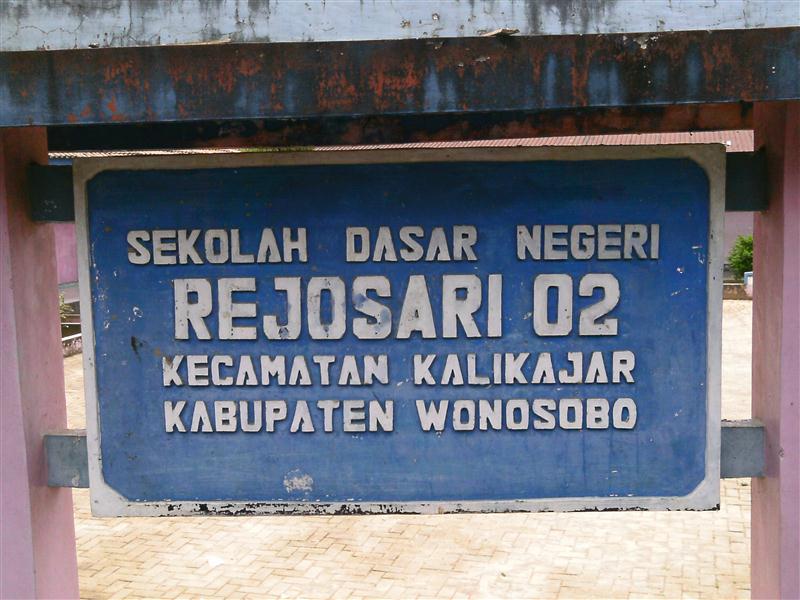 SEKOLAH DASAR NEGERI
REJOSARI 02
KECAMATAN KALIKAJAR
KABUPATEN WONOSOBO